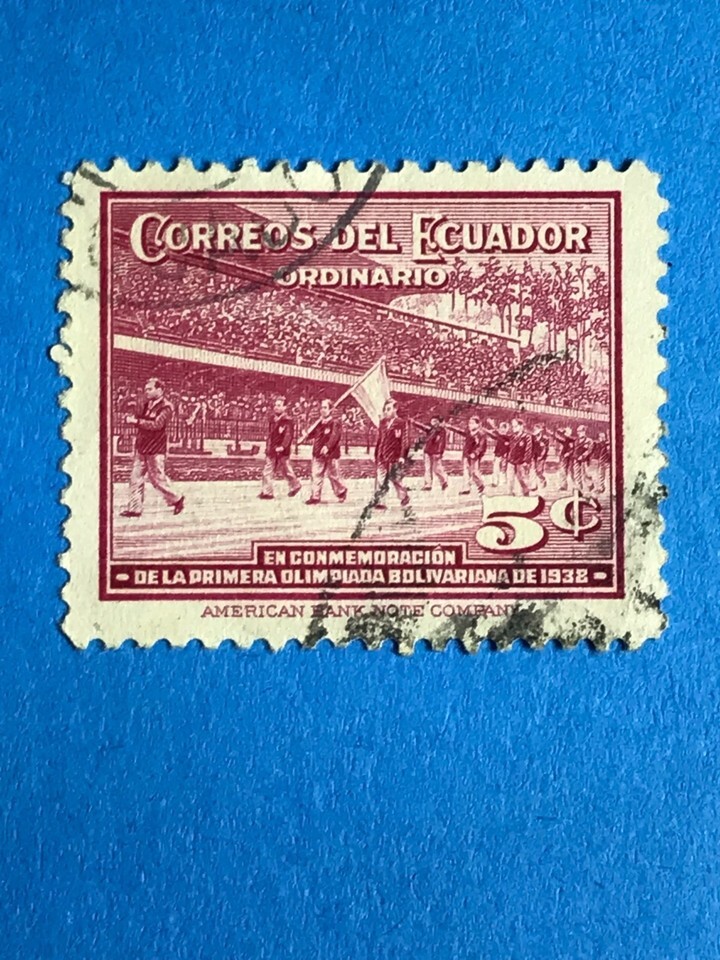 CORREOS DEL ECUADOR
ORDINARIO
5¢
EN CONMEMORACIÓN
DE LA PRIMERA OLIMPIADA BOLIVARIANA DE 1938
AMERICAN BANK NOTE COMPANY